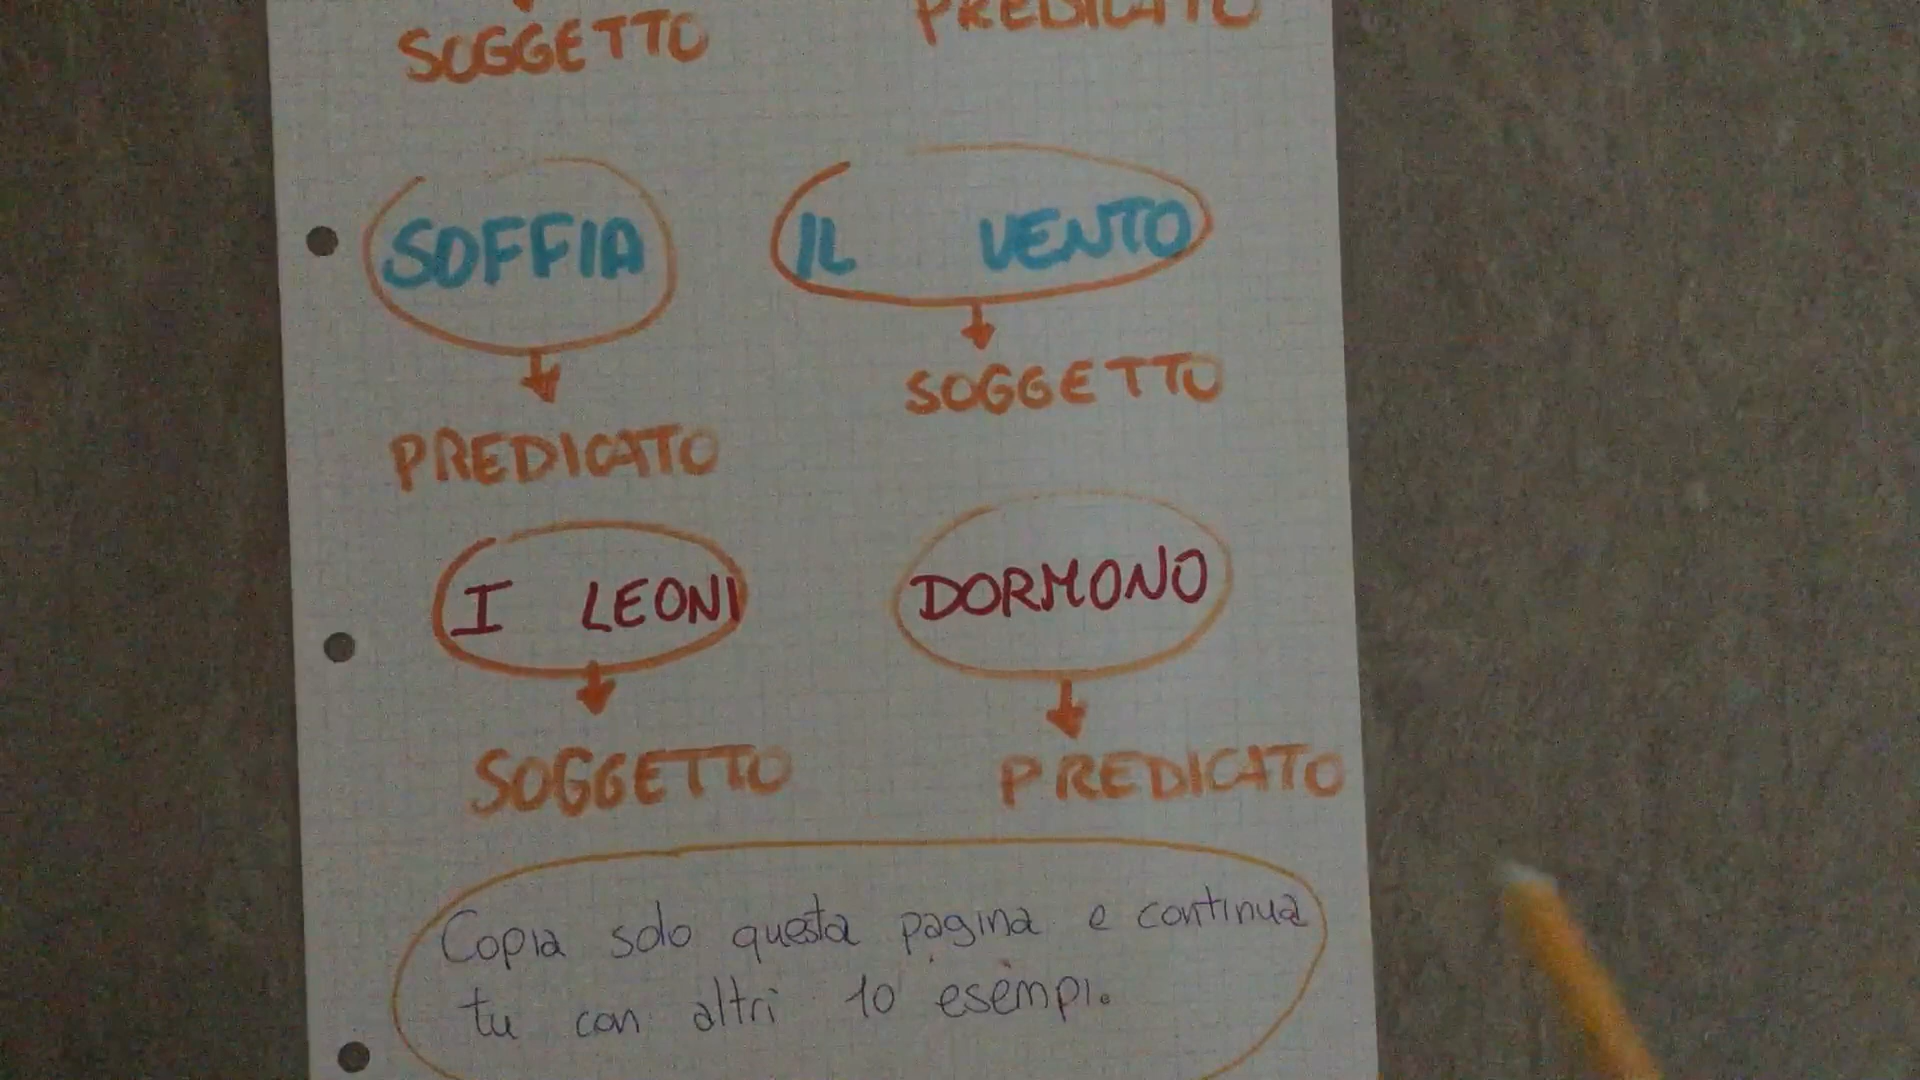 SOGGETTO PREDICATO
SOFFIA IL VENTO
SOGGETTO
PREDICATO
I LEONI DORMONO
SOGGETTO PREDICATO
Copia solo questa pagina e continua
tu con altri 10 esempi.